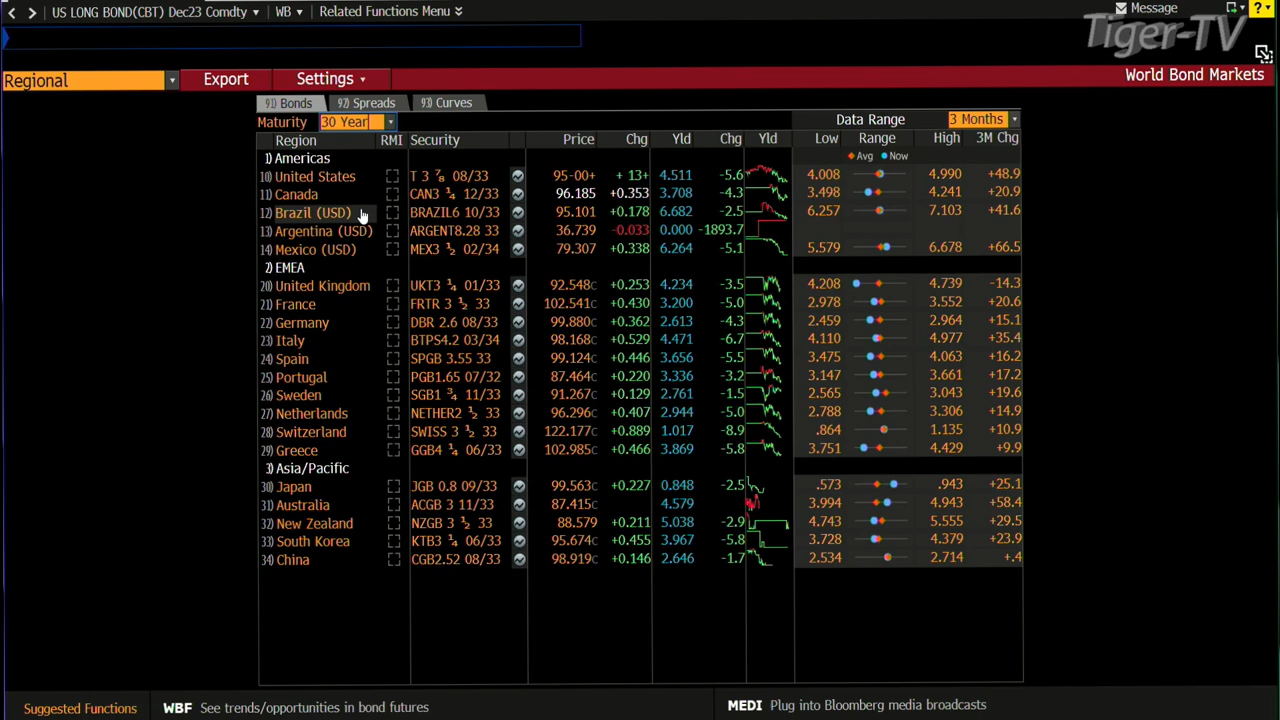 US LONG BOND(CBT) Dec23 Comdty WB Related Functions Menu Message ?
Tiger-TV
Regional Export Settings World Bond Markets
91) Bonds 92) Spreads 93) Curves
Maturity 30 Year Data Range 3 Months
Region RMI Security Price Chg Yld Chg Yld Low Range High 3M Chg
Avg Now
1) Americas
10) United States T 3 ⅞ 08/33 95-00+ + 13+ 4.511 -5.6 4.008 4.990 +48.9
11) Canada CAN3 ¼ 12/33 96.185 +0.353 3.708 -4.3 3.498 4.241 +20.9
12) Brazil (USD) BRAZIL6 10/33 95.101 +0.178 6.682 -2.5 6.257 7.103 +41.6
13) Argentina (USD) ARGENT8.28 33 36.739 -0.033 0.000 -1893.7
14) Mexico (USD) MEX3 ½ 02/34 79.307 +0.338 6.264 -5.1 5.579 6.678 +66.5
2) EMEA
20) United Kingdom UKT3 ¼ 01/33 92.548C +0.253 4.234 -3.5 4.208 4.739 -14.3
21) France FRTR 3 ½ 33 102.541C +0.430 3.200 -5.0 2.978 3.552 +20.6
22) Germany DBR 2.6 08/33 99.880C +0.362 2.613 -4.3 2.459 2.964 +15.1
23) Italy BTPS4.2 03/34 98.168C +0.529 4.471 -6.7 4.110 4.977 +35.4
24) Spain SPGB 3.55 33 99.124C +0.446 3.656 -5.5 3.475 4.063 +16.2
25) Portugal PGB1.65 07/32 87.464C +0.220 3.336 -3.2 3.147 3.661 +17.2
26) Sweden SGB1 ¾ 11/33 91.267C +0.129 2.761 -1.5 2.565 3.043 +19.6
27) Netherlands NETHER2 ½ 33 96.296C +0.407 2.944 -5.0 2.788 3.306 +14.9
28) Switzerland SWISS 3 ½ 33 122.177C +0.889 1.017 -8.9 .864 1.135 +10.9
29) Greece GGB4 ¼ 06/33 102.985C +0.466 3.869 -5.8 3.751 4.429 +9.9
3) Asia/Pacific
30) Japan JGB 0.8 09/33 99.563C +0.227 0.848 -2.5 .573 .943 +25.1
31) Australia ACGB 3 11/33 87.415C 4.579 3.994 4.943 +58.4
32) New Zealand NZGB 3 ½ 33 88.579 +0.211 5.038 -2.9 4.743 5.555 +29.5
33) South Korea KTB3 ¼ 06/33 95.674C +0.455 3.967 -5.8 3.728 4.379 +23.9
34) China CGB2.52 08/33 98.919C +0.146 2.646 -1.7 2.534 2.714 +.4
Suggested Functions WBF See trends/opportunities in bond futures MEDI Plug into Bloomberg media broadcasts